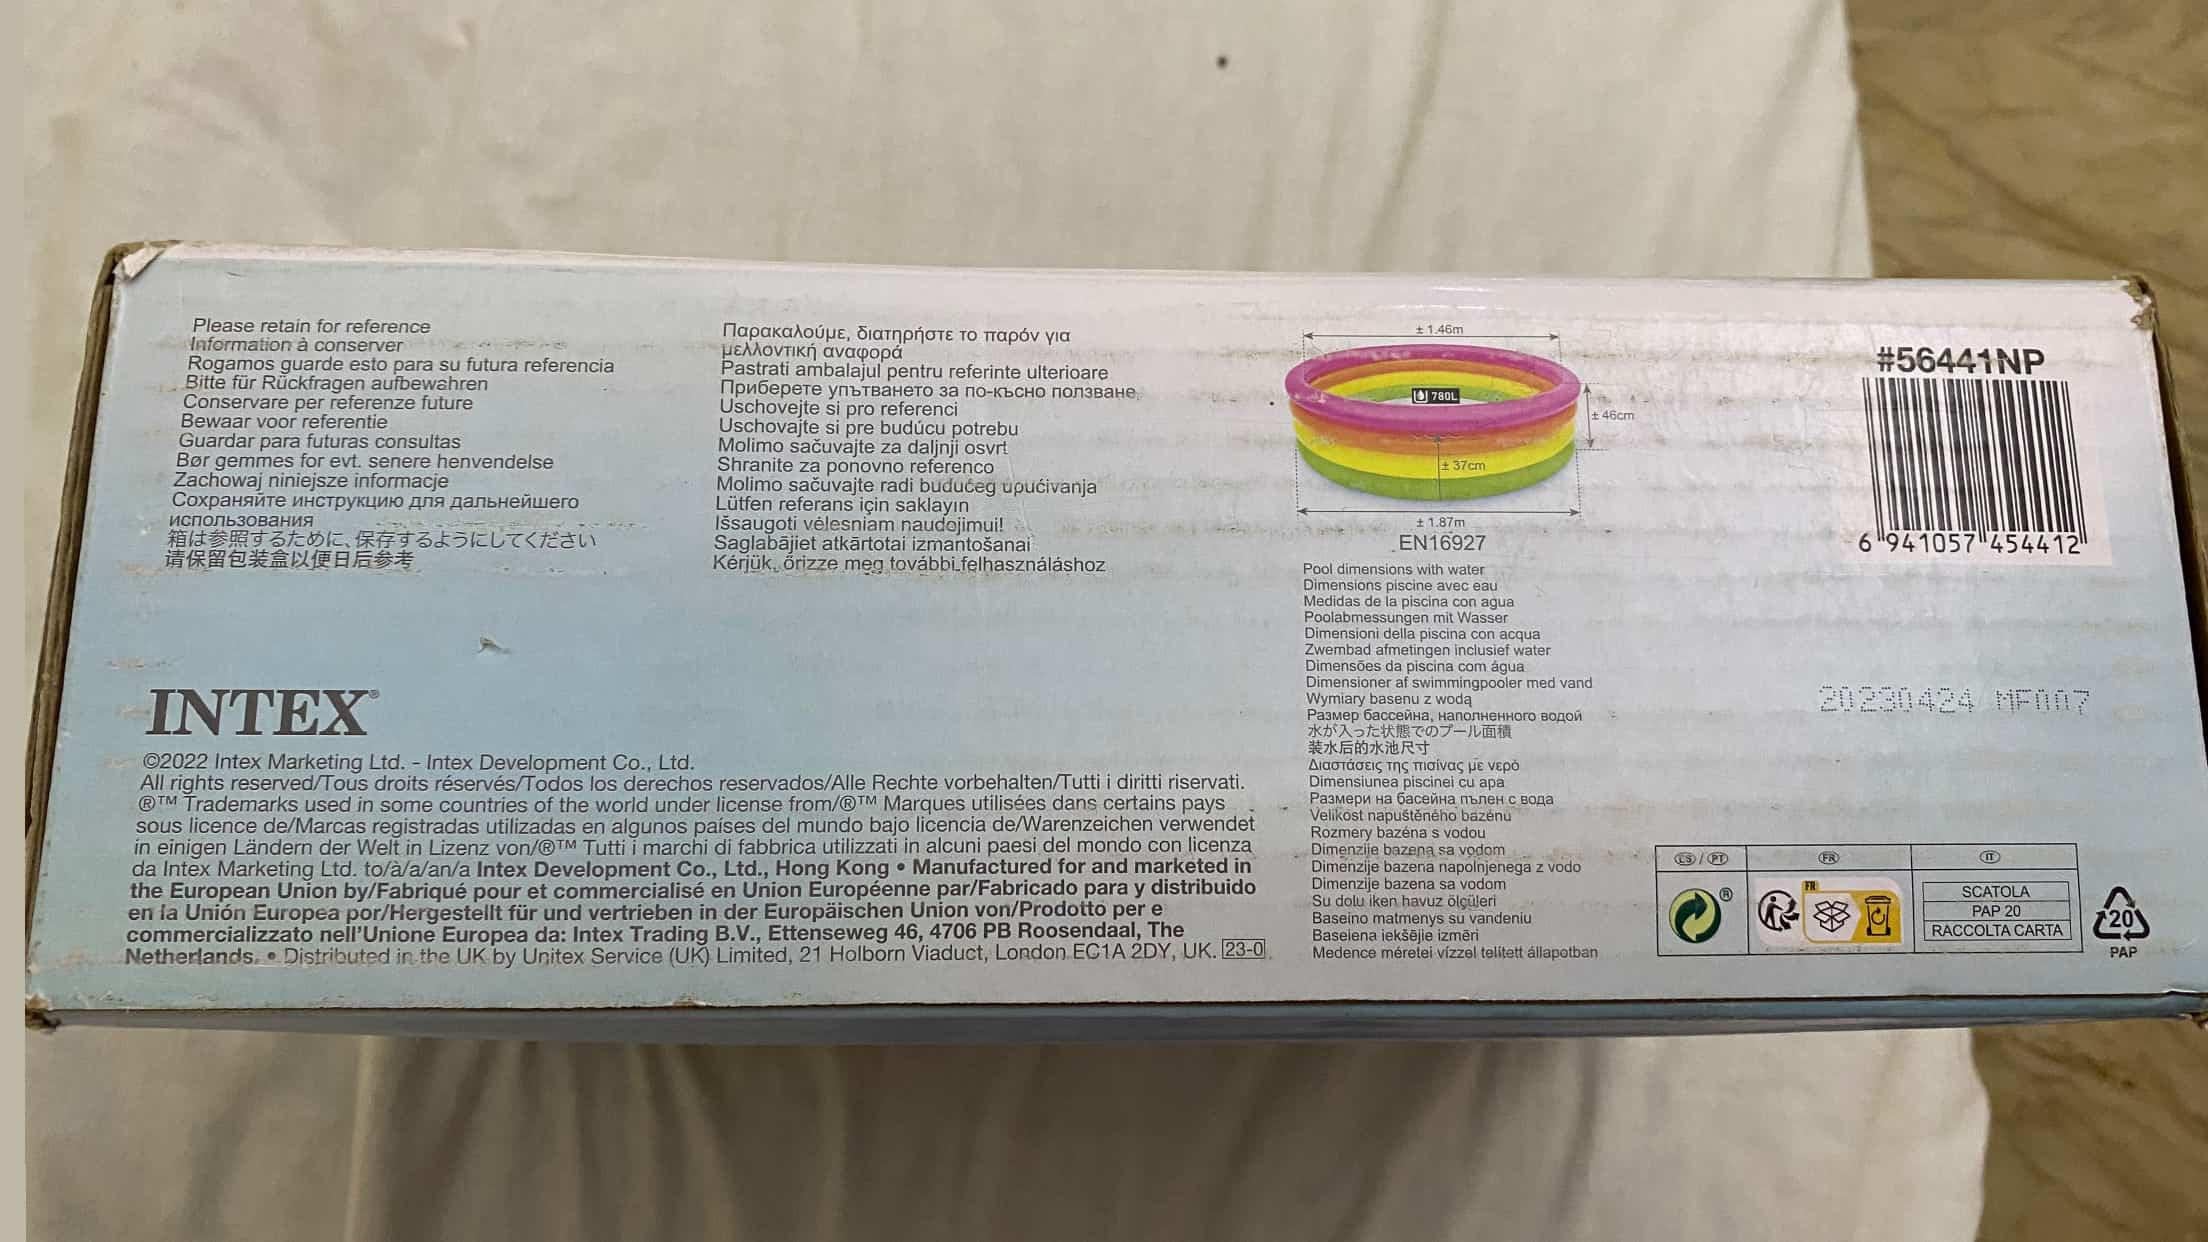 Please retain for reference
Information à conserver
Rogamos guarde esto para su futura referencia
Bitte für Rückfragen aufbewahren
Conservare per referenze future
Bewaar voor referentie
Guardar para futuras consultas
Bør gemmes for evt. senere henvendelse
Zachowaj niniejsze informacje
Сохраняйте инструкцию для дальнейшего
использования
箱は参照するために、保存するようにしてください
请保留包装盒以便日后参考
Παρακαλούμε, διατηρήστε το παρόν για
μελλοντική αναφορά
Pastrati ambalajul pentru referinte ulterioare
Приберете упътването за по-късно ползване.
Uschovejte si pro referenci
Uschovajte si pre budúcu potrebu
Molimo sačuvajte za daljnji osvrt
Shranite za ponovno referenco
Molimo sačuvajte radi budućeg upućivanja
Lütfen referans için saklayın
Išsaugoti vėlesniam naudojimui!
Saglabājiet atkārtotai izmantošanai
Kérjük, őrizze meg további felhasználáshoz
± 1.46m
780L
± 46cm
± 37cm
± 1.87m
EN16927
Pool dimensions with water
Dimensions piscine avec eau
Medidas de la piscina con agua
Poolabmessungen mit Wasser
Dimensioni della piscina con acqua
Zwembad afmetingen inclusief water
Dimensões da piscina com água
Dimensioner af swimmingpooler med vand
Wymiary basenu z wodą
Размер бассейна, наполненного водой
水が入った状態でのプール面積
装水后的水池尺寸
Διαστάσεις της πισίνας με νερό
Dimensiunea piscinei cu apa
Размери на басейна пълен с вода
Velikost napuštěného bazénu
Rozmery bazéna s vodou
Dimenzije bazena sa vodom
Dimenzije bazena napolnjenega z vodo
Dimenzije bazena sa vodom
Su dolu iken havuz ölçüleri
Baseino matmenys su vandeniu
Baseiena iekšējie izmēri
Medence méretei vízzel telített állapotban
#56441NP
6 941057 454412
20230424 MF007
INTEX®
©2022 Intex Marketing Ltd. - Intex Development Co., Ltd.
All rights reserved/Tous droits réservés/Todos los derechos reservados/Alle Rechte vorbehalten/Tutti i diritti riservati.
®™ Trademarks used in some countries of the world under license from/®™ Marques utilisées dans certains pays
sous licence de/Marcas registradas utilizadas en algunos países del mundo bajo licencia de/Warenzeichen verwendet
in einigen Ländern der Welt in Lizenz von/®™ Tutti i marchi di fabbrica utilizzati in alcuni paesi del mondo con licenza
da Intex Marketing Ltd. to/à/a/an/a Intex Development Co., Ltd., Hong Kong • Manufactured for and marketed in
the European Union by/Fabriqué pour et commercialisé en Union Européenne par/Fabricado para y distribuido
en la Unión Europea por/Hergestellt für und vertrieben in der Europäischen Union von/Prodotto per e
commercializzato nell'Unione Europea da: Intex Trading B.V., Ettenseweg 46, 4706 PB Roosendaal, The
Netherlands. • Distributed in the UK by Unitex Service (UK) Limited, 21 Holborn Viaduct, London EC1A 2DY, UK. 23-0
ES / PT
FR
IT
®
FR
SCATOLA
PAP 20
RACCOLTA CARTA
20
PAP